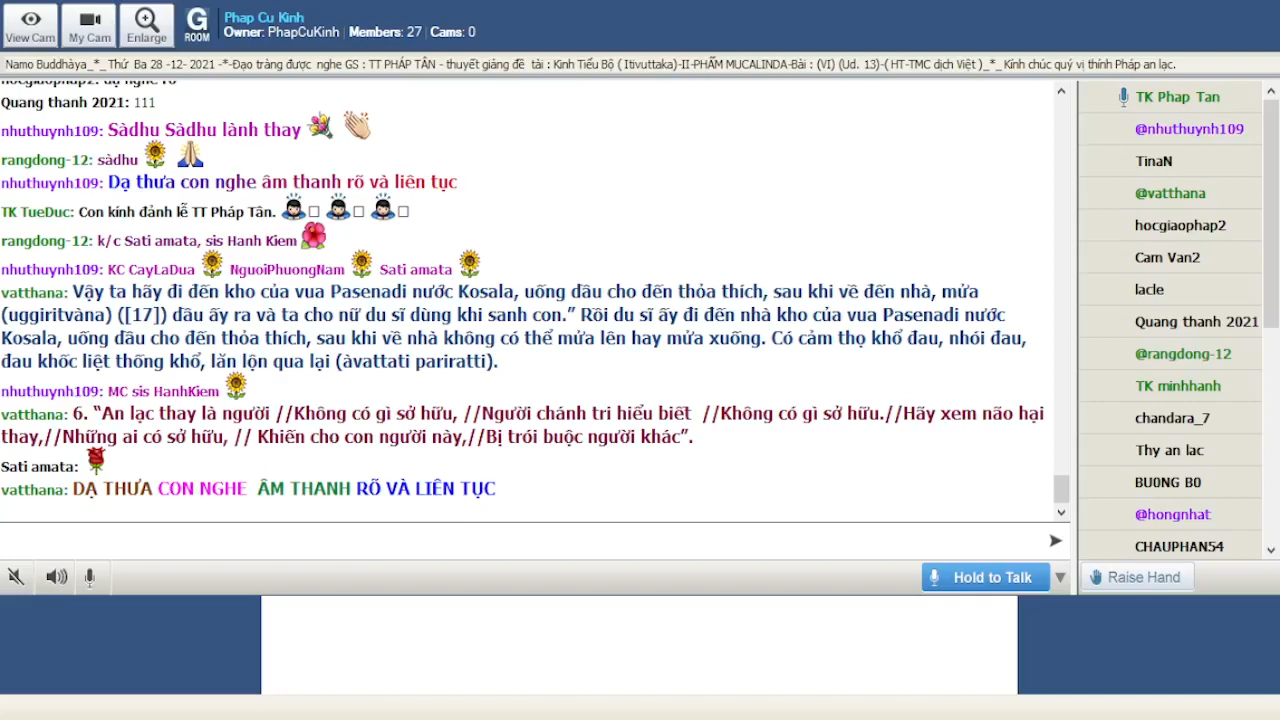 Phap Cu Kinh
Owner: PhapCuKinh | Members: 27 | Cams: 0
View Cam
My Cam
Enlarge
G
ROOM
Namo Buddhàya_*_Thứ Ba 28 -12- 2021 -*-Đạo tràng được nghe GS : TT PHÁP TÂN - thuyết giảng đề tài : Kinh Tiểu Bộ ( Itivuttaka)-II-PHẨM MUCALINDA-Bài : (VI) (Ud. 13)-( HT-TMC dịch Việt )_*_ Kính chúc quý vị thính Pháp an lạc.
hocgiaophap2: dạ nghe rõ
Quang thanh 2021: 111
nhuthuynh109: Sàdhu Sàdhu lành thay
rangdong-12: sàdhu
nhuthuynh109: Dạ thưa con nghe âm thanh rõ và liên tục
TK TueDuc: Con kính đảnh lễ TT Pháp Tân.
rangdong-12: k/c Sati amata, sis Hanh Kiem
nhuthuynh109: KC CayLaDua NguoiPhuongNam Sati amata
vatthana: Vậy ta hãy đi đến kho của vua Pasenadi nước Kosala, uống dầu cho đến thỏa thích, sau khi về đến nhà, mửa
(uggiritvàna) ([17]) dầu ấy ra và ta cho nữ du sĩ dùng khi sanh con.” Rồi du sĩ ấy đi đến nhà kho của vua Pasenadi nước
Kosala, uống dầu cho đến thỏa thích, sau khi về nhà không có thể mửa lên hay mửa xuống. Có cảm thọ khổ đau, nhói đau,
đau khốc liệt thống khổ, lăn lộn qua lại (àvattati pariratti).
nhuthuynh109: MC sis HanhKiem
vatthana: 6. “An lạc thay là người //Không có gì sở hữu, //Người chánh tri hiểu biết //Không có gì sở hữu.//Hãy xem não hại
thay,//Những ai có sở hữu, // Khiến cho con người này,//Bị trói buộc người khác”.
Sati amata:
vatthana: DẠ THƯA CON NGHE ÂM THANH RÕ VÀ LIÊN TỤC
Hold to Talk
TK Phap Tan
@nhuthuynh109
TinaN
@vatthana
hocgiaophap2
Cam Van2
lacle
Quang thanh 2021
@rangdong-12
TK minhhanh
chandara_7
Thy an lac
BU0NG B0
@hongnhat
CHAUPHAN54
Raise Hand